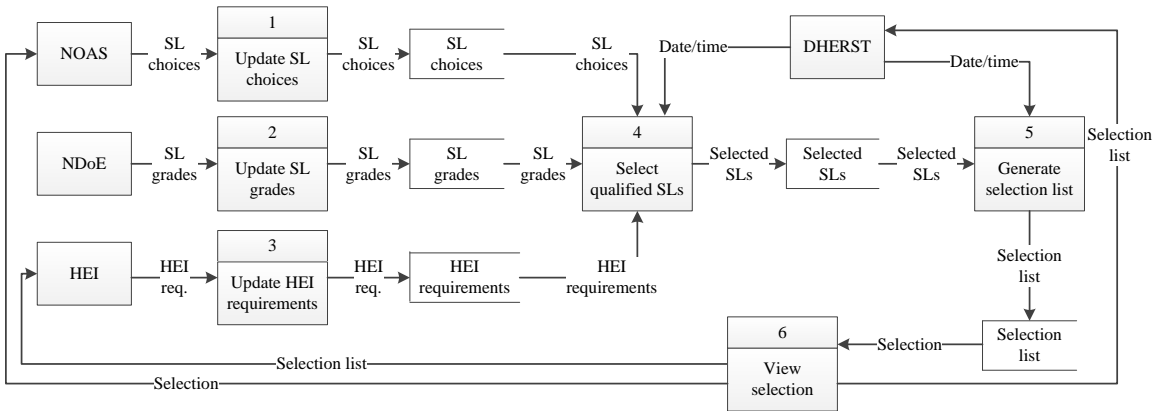 1
NOAS
SL
choices
Update SL
choices
SL
choices
SL
choices
SL
choices
Date/time
DHERST
Date/time
2
NDoE
SL
grades
Update SL
grades
SL
grades
SL
grades
SL
grades
4
Select
qualified SLs
Selected
SLs
Selected
SLs
Selected
SLs
5
Generate
selection list
Selection
list
3
HEI
HEI
req.
Update HEI
requirements
HEI
req.
HEI
requirements
HEI
requirements
Selection
list
Selection
list
6
View
selection
Selection
Selection list
Selection